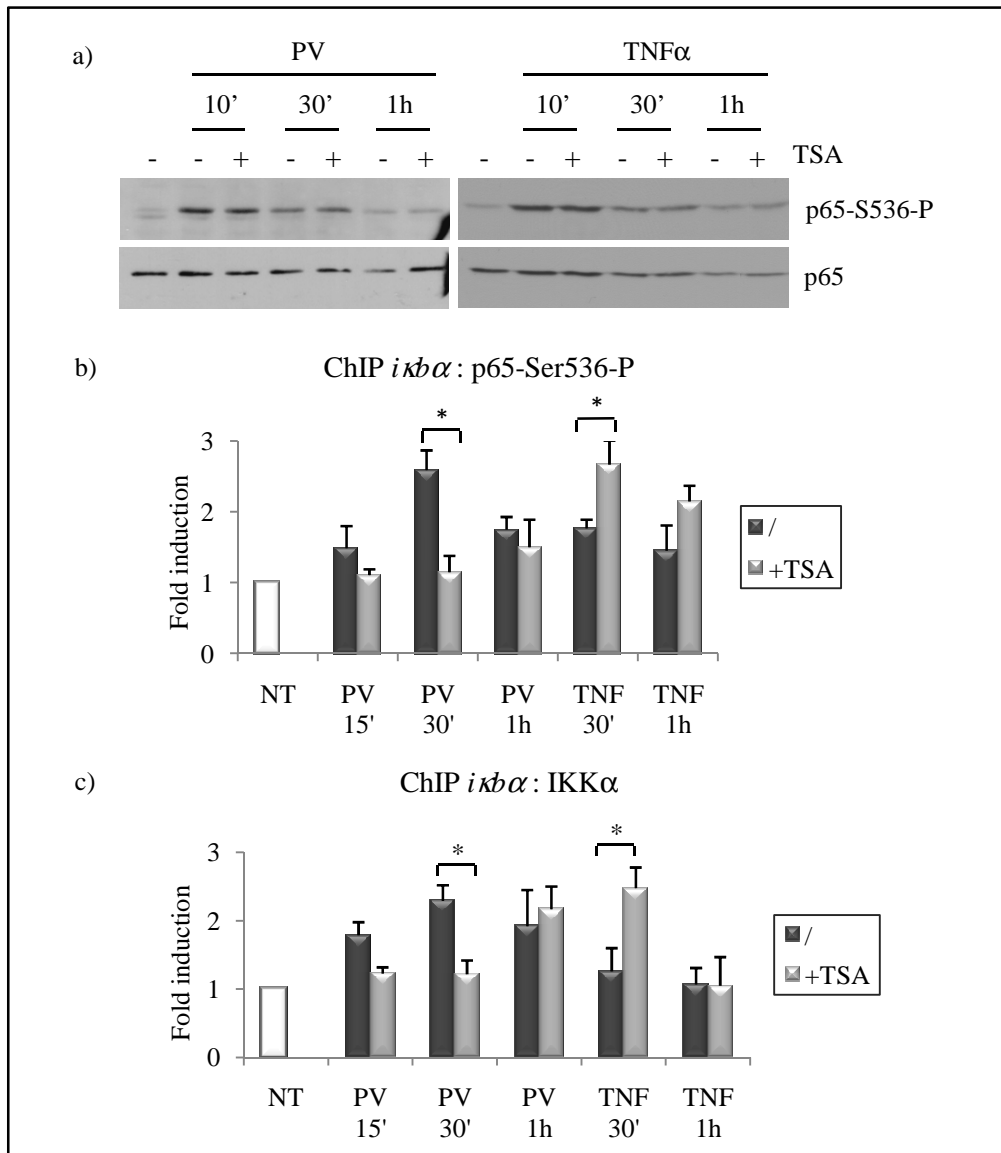 a)
PV TNFα
10’ 30’ 1h 10’ 30’ 1h
- - + - + - + - - + - + - + TSA
p65-S536-P
p65
b)
ChIP iκbα : p65-Ser536-P
* *
3
2
1
0
Fold induction
/
+TSA
NT PV PV PV TNF TNF
15' 30' 1h 30' 1h
c)
ChIP iκbα : IKKα
* *
3
2
1
0
Fold induction
/
+TSA
NT PV PV PV TNF TNF
15' 30' 1h 30' 1h